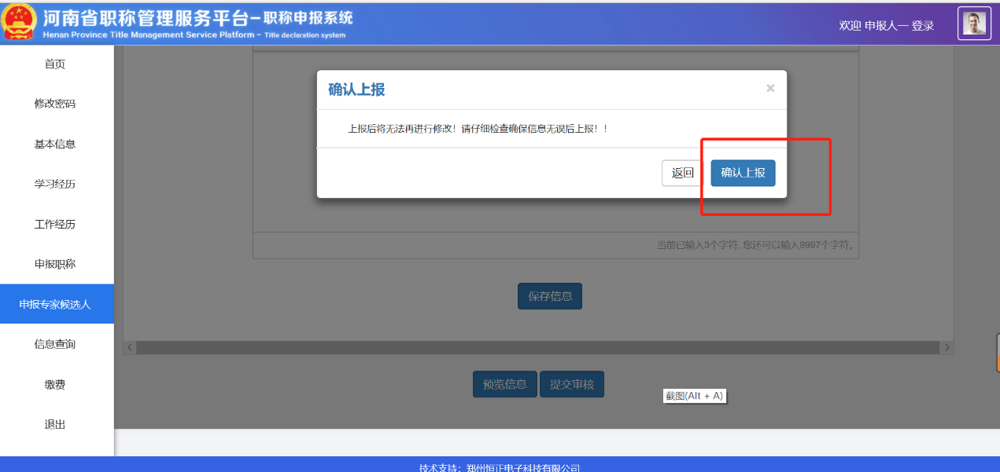 河南省职称管理服务平台-职称申报系统
Henan Province Title Management Service Platform - Title declaration system
欢迎 申报人一 登录
首页
修改密码
基本信息
学习经历
工作经历
申报职称
申报专家候选人
信息查询
缴费
退出
确认上报
×
上报后将无法再进行修改！请仔细检查确保信息无误后上报！！
返回
确认上报
当前已输入3个字符, 您还可以输入9997个字符。
保存信息
预览信息
提交审核
截图(Alt + A)
技术支持：郑州恒正电子科技有限公司